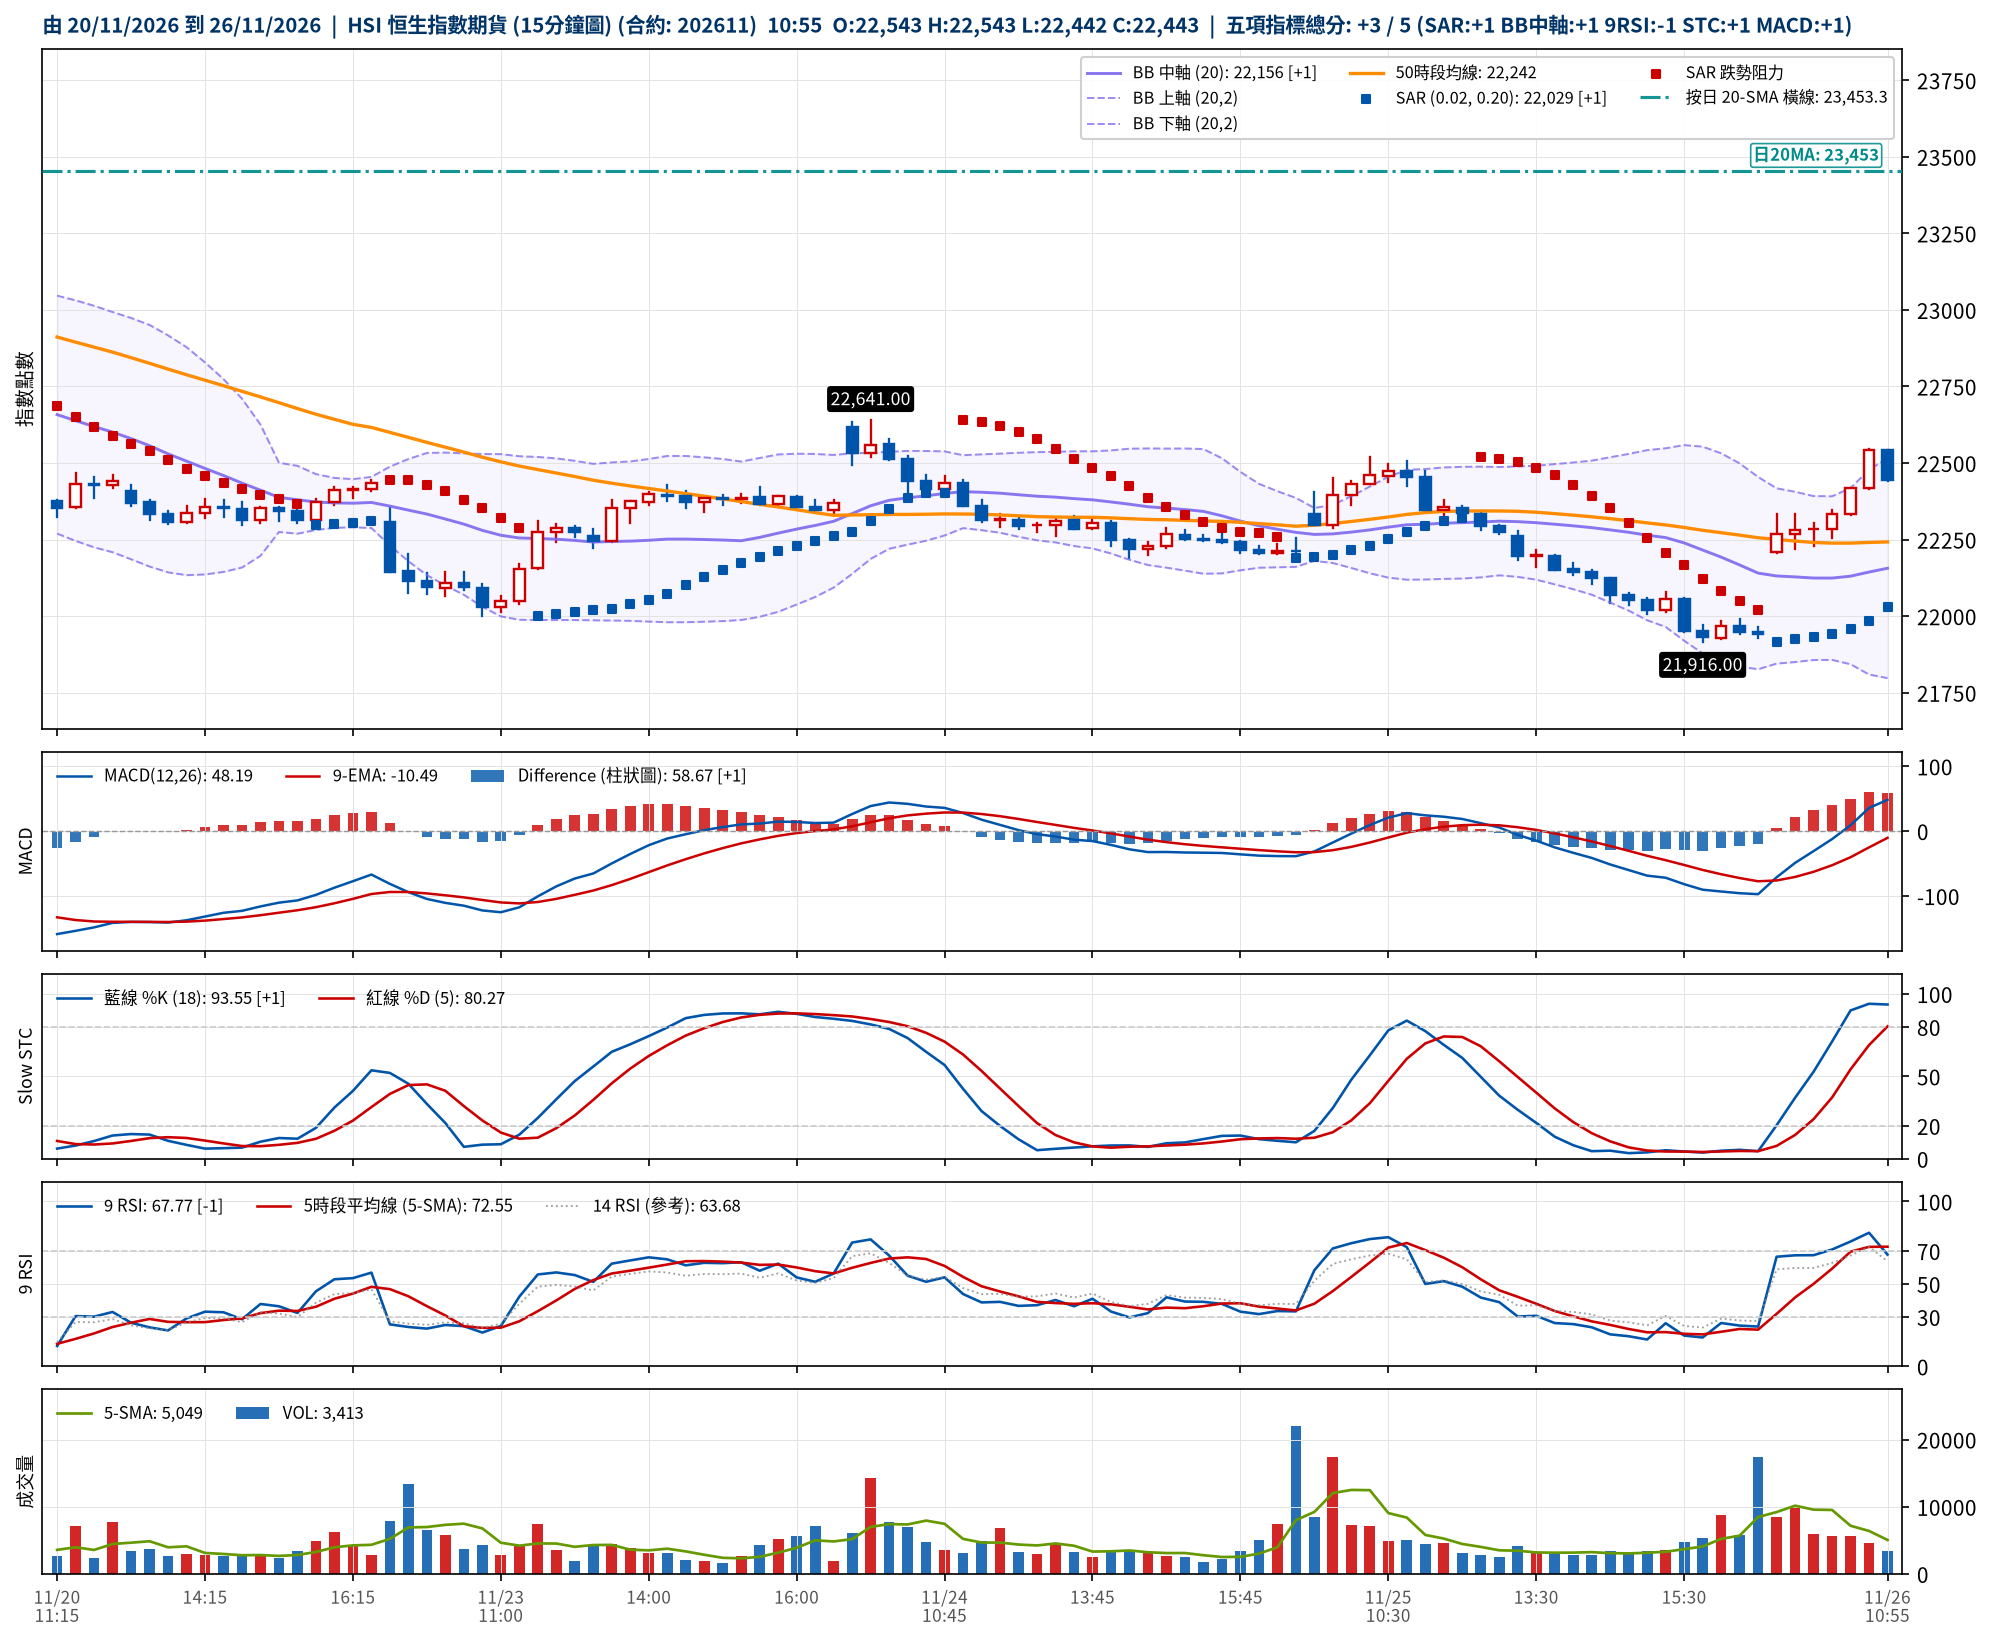 由 20/11/2026 到 26/11/2026 | HSI 恒生指數期貨 (15分鐘圖) (合約: 202611) 10:55 O:22,543 H:22,543 L:22,442 C:22,443 | 五項指標總分: +3 / 5 (SAR:+1 BB中軸:+1 9RSI:-1 STC:+1 MACD:+1)
BB 中軸 (20): 22,156 [+1]
BB 上軸 (20,2)
BB 下軸 (20,2)
50時段均線: 22,242
SAR (0.02, 0.20): 22,029 [+1]
SAR 跌勢阻力
按日 20-SMA 橫線: 23,453.3
日20MA: 23,453
22,641.00
21,916.00
指數點數
23750
23500
23250
23000
22750
22500
22250
22000
21750
MACD(12,26): 48.19
9-EMA: -10.49
Difference (柱狀圖): 58.67 [+1]
MACD
100
0
-100
藍線 %K (18): 93.55 [+1]
紅線 %D (5): 80.27
Slow STC
100
80
50
20
0
9 RSI: 67.77 [-1]
5時段平均線 (5-SMA): 72.55
14 RSI (參考): 63.68
9 RSI
100
70
50
30
0
5-SMA: 5,049
VOL: 3,413
成交量
20000
10000
0
11/20
11:15
14:15
16:15
11/23
11:00
14:00
16:00
11/24
10:45
13:45
15:45
11/25
10:30
13:30
15:30
11/26
10:55